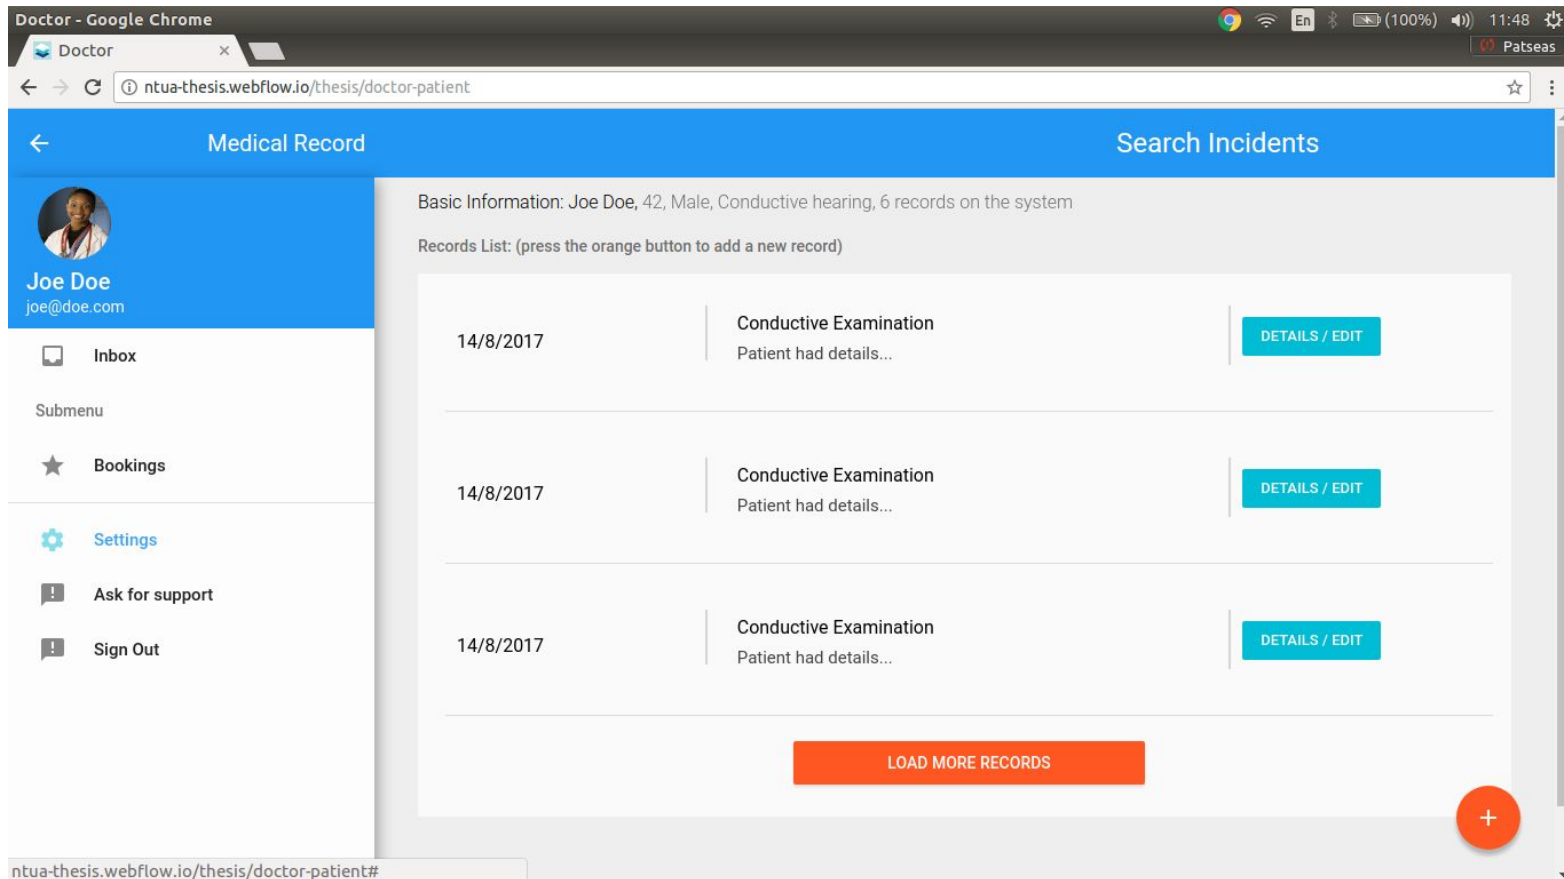 Doctor - Google Chrome
En (100%) 11:48
Doctor
Patseas
ntua-thesis.webflow.io/thesis/doctor-patient
Medical Record
Search Incidents
Joe Doe
joe@doe.com
Inbox
Submenu
Bookings
Settings
Ask for support
Sign Out
Basic Information: Joe Doe, 42, Male, Conductive hearing, 6 records on the system
Records List: (press the orange button to add a new record)
14/8/2017
Conductive Examination
Patient had details...
DETAILS / EDIT
14/8/2017
Conductive Examination
Patient had details...
DETAILS / EDIT
14/8/2017
Conductive Examination
Patient had details...
DETAILS / EDIT
LOAD MORE RECORDS
+
ntua-thesis.webflow.io/thesis/doctor-patient#